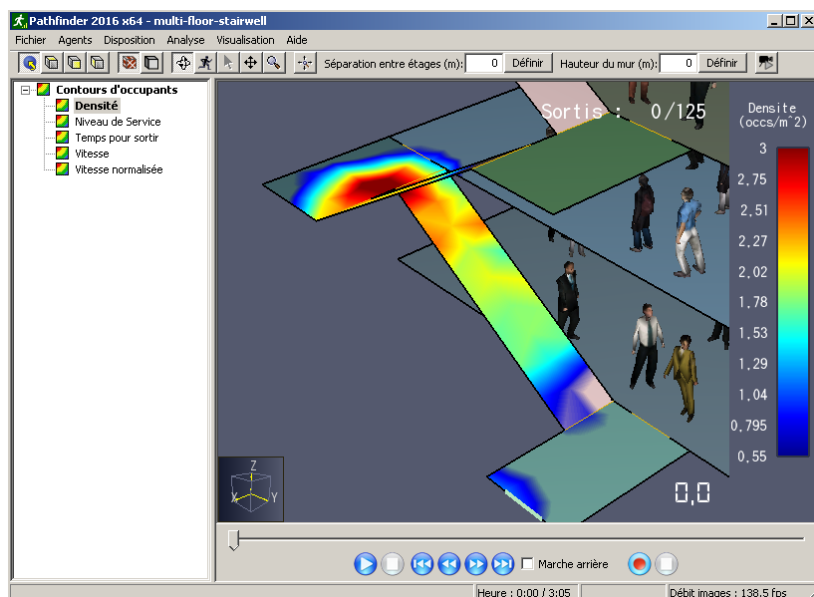 Pathfinder 2016 x64 - multi-floor-stairwell
Fichier Agents Disposition Analyse Visualisation Aide
Séparation entre étages (m): 0 Définir Hauteur du mur (m): 0 Définir
Contours d'occupants
Densité
Niveau de Service
Temps pour sortir
Vitesse
Vitesse normalisée
Sortis : 0/125
Densite
(occs/m^2)
3
2,75
2,51
2,27
2,02
1,78
1,53
1,29
1,04
0,795
0,55
Z
X Y
0,0
Marche arrière
Heure : 0:00 / 3:05 Débit images : 138.5 fps